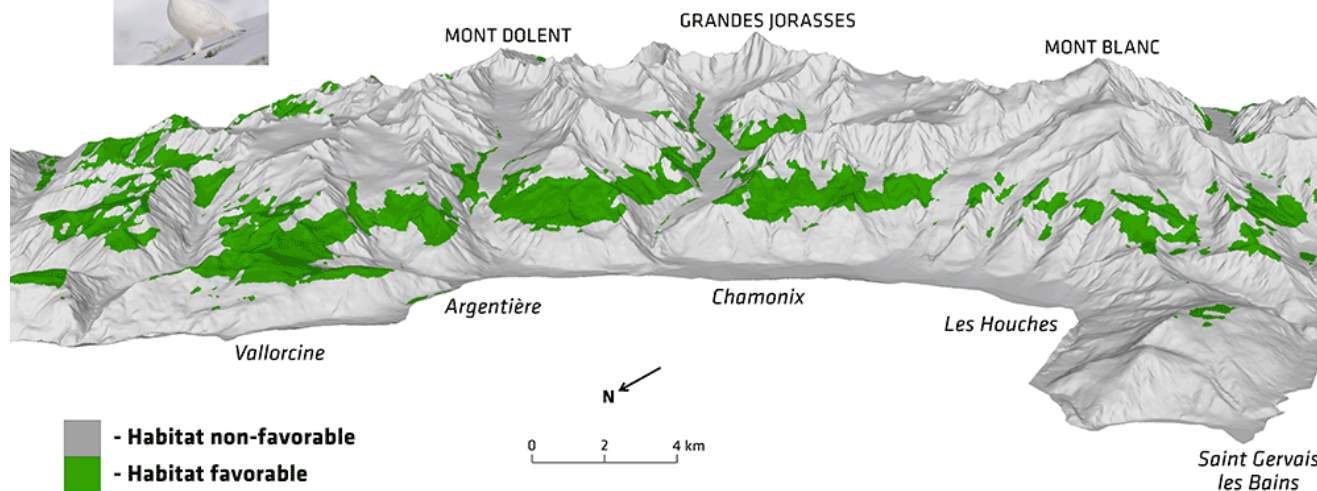 GRANDES JORASSES
MONT DOLENT
MONT BLANC
Argentière
Chamonix
Les Houches
Vallorcine
N
- Habitat non-favorable
- Habitat favorable
0 2 4 km
Saint Gervais
les Bains